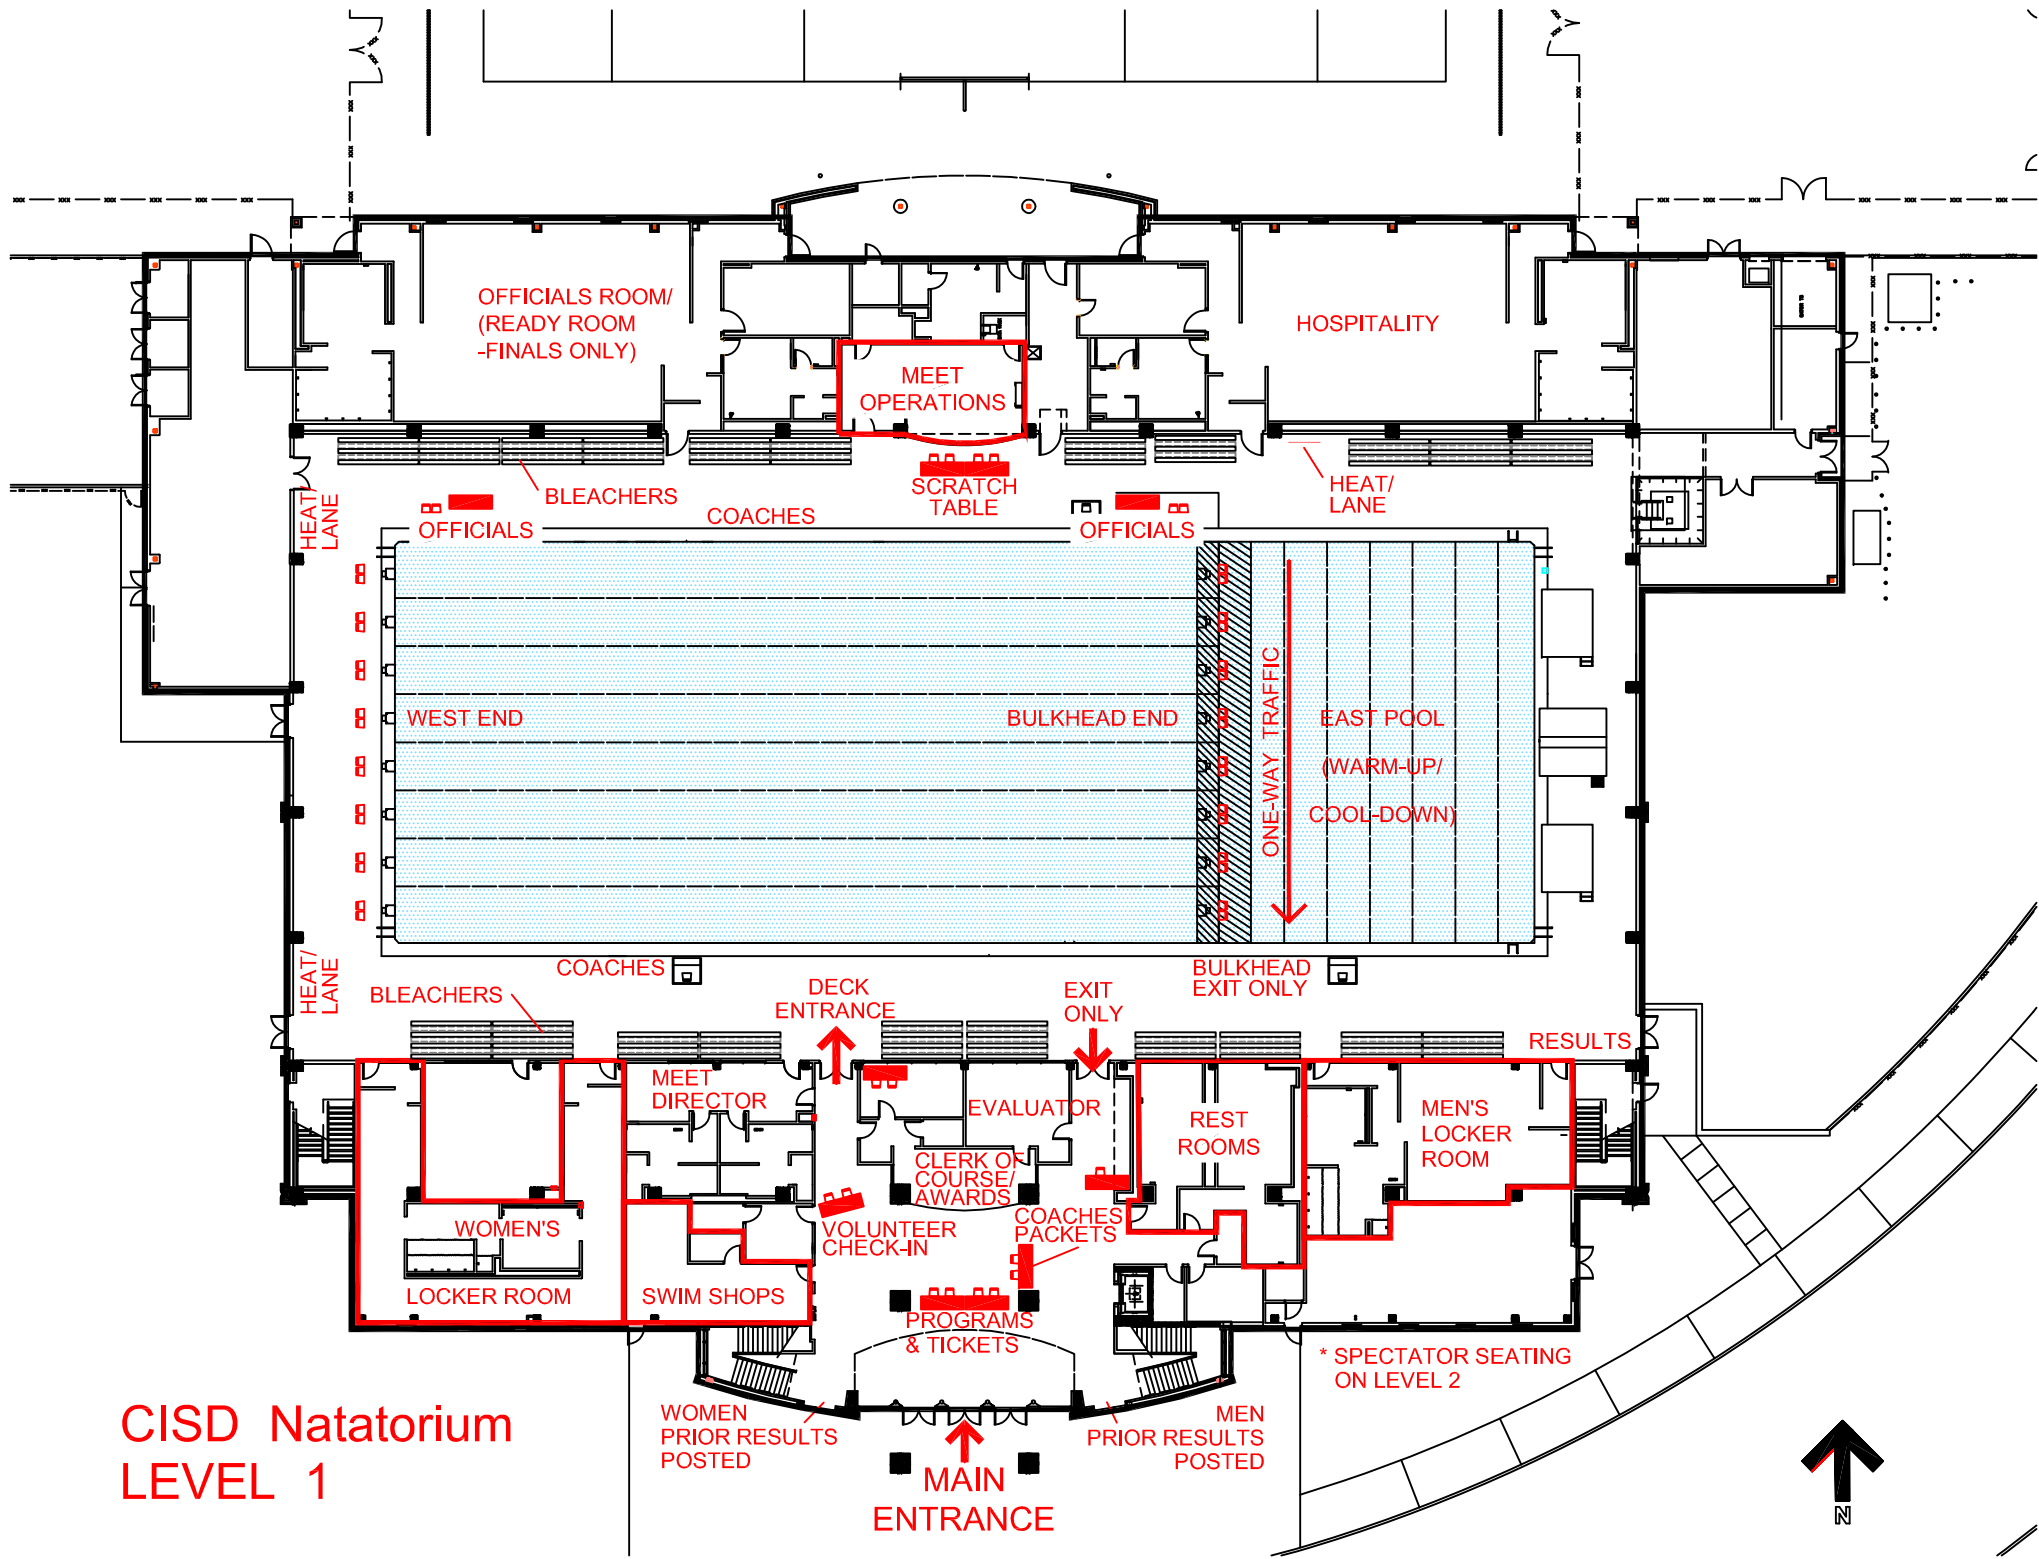 OFFICIALS ROOM/
(READY ROOM
-FINALS ONLY)
MEET
OPERATIONS
HOSPITALITY
BLEACHERS
SCRATCH
TABLE
HEAT/
LANE
HEAT/
LANE
OFFICIALS
COACHES
OFFICIALS
WEST END
BULKHEAD END
ONE-WAY TRAFFIC
EAST POOL
(WARM-UP/
COOL-DOWN)
HEAT/
LANE
COACHES
BLEACHERS
DECK
ENTRANCE
EXIT
ONLY
BULKHEAD
EXIT ONLY
RESULTS
MEET
DIRECTOR
EVALUATOR
REST
ROOMS
MEN'S
LOCKER
ROOM
CLERK OF
COURSE/
AWARDS
WOMEN'S
LOCKER ROOM
VOLUNTEER
CHECK-IN
COACHES
PACKETS
SWIM SHOPS
PROGRAMS
& TICKETS
* SPECTATOR SEATING
ON LEVEL 2
WOMEN
PRIOR RESULTS
POSTED
MEN
PRIOR RESULTS
POSTED
MAIN
ENTRANCE
CISD Natatorium
LEVEL 1
N